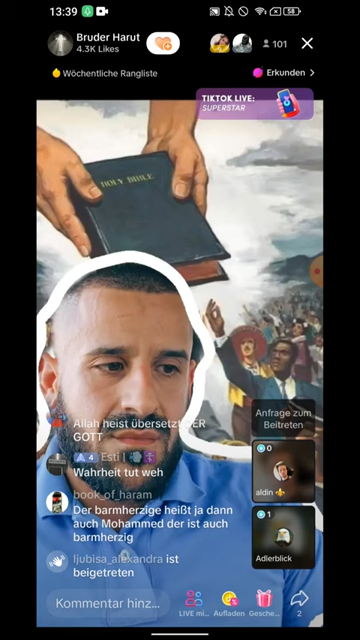 13:39
58
Bruder Harut
4.3K Likes
101
Wöchentliche Rangliste
Erkunden
TIKTOK LIVE:
SUPERSTAR
HOLY BIBLE
Allah heist übersetzt
GOTT
4 Esti
Wahrheit tut weh
book_of_haram
Der barmherzige heißt ja dann
auch Mohammed der ist auch
barmherzig
ljubisa_alexandra ist
beigetreten
Anfrage zum
Beitreten
0
aldin
1
Adlerblick
Kommentar hinz...
LIVE mi...
Aufladen
Gesche...
2